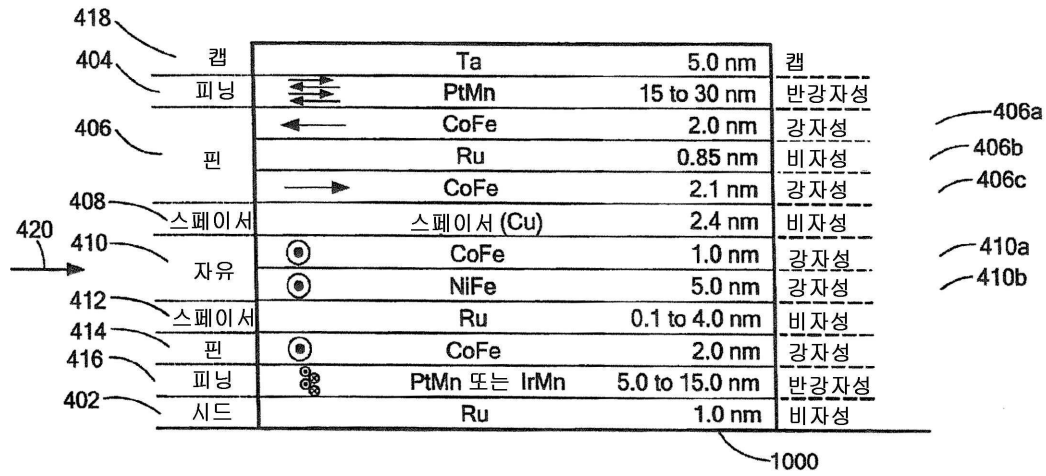 418
캡 Ta 5.0 nm 캡
404
피닝 PtMn 15 to 30 nm 반강자성
406
핀
CoFe 2.0 nm 강자성 406a
Ru 0.85 nm 비자성 406b
CoFe 2.1 nm 강자성 406c
408
스페이서 스페이서 (Cu) 2.4 nm 비자성
420
410
자유
CoFe 1.0 nm 강자성 410a
NiFe 5.0 nm 강자성 410b
412
스페이서 Ru 0.1 to 4.0 nm 비자성
414
핀 CoFe 2.0 nm 강자성
416
피닝 PtMn 또는 IrMn 5.0 to 15.0 nm 반강자성
402
시드 Ru 1.0 nm 비자성
1000